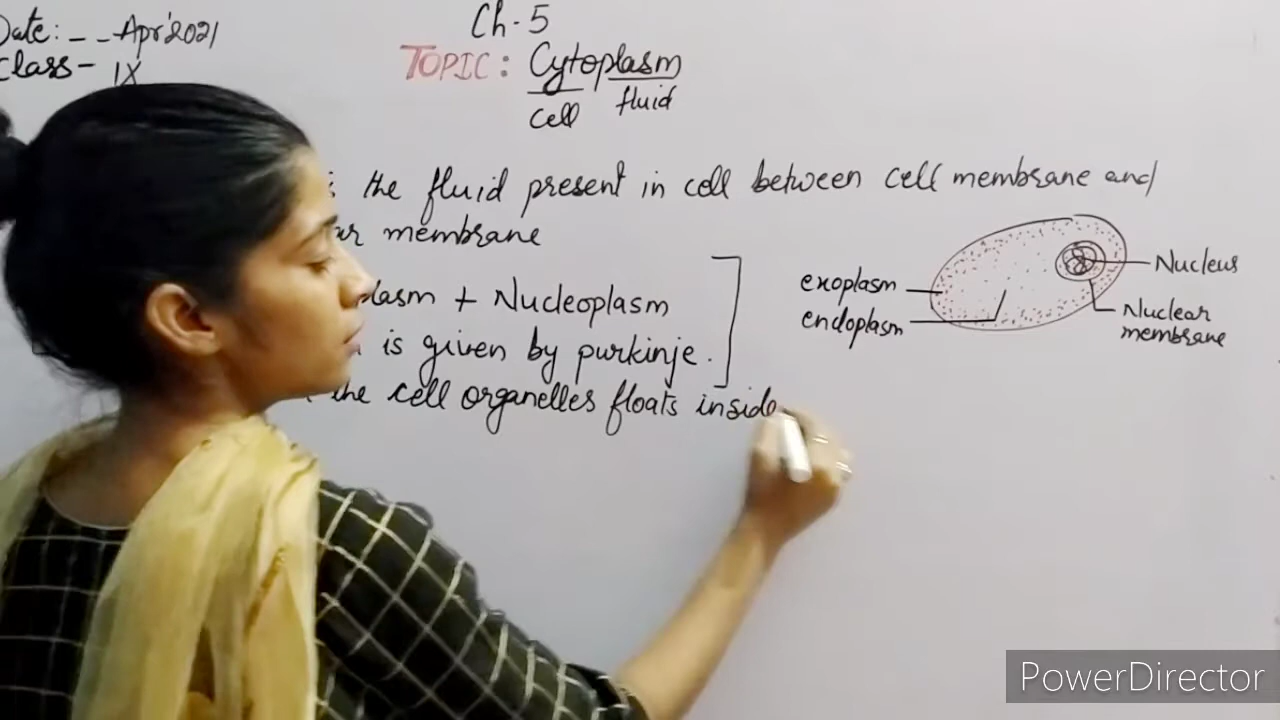 Date: _ _ Apr'2021
Class - IX
Ch. 5
TOPIC: Cytoplasm
cell fluid
the fluid present in cell between cell membrane and
membrane
+ Nucleoplasm
is given by purkinje.
the cell organelles floats inside
exoplasm
endoplasm
Nucleus
Nuclear
membrane
PowerDirector